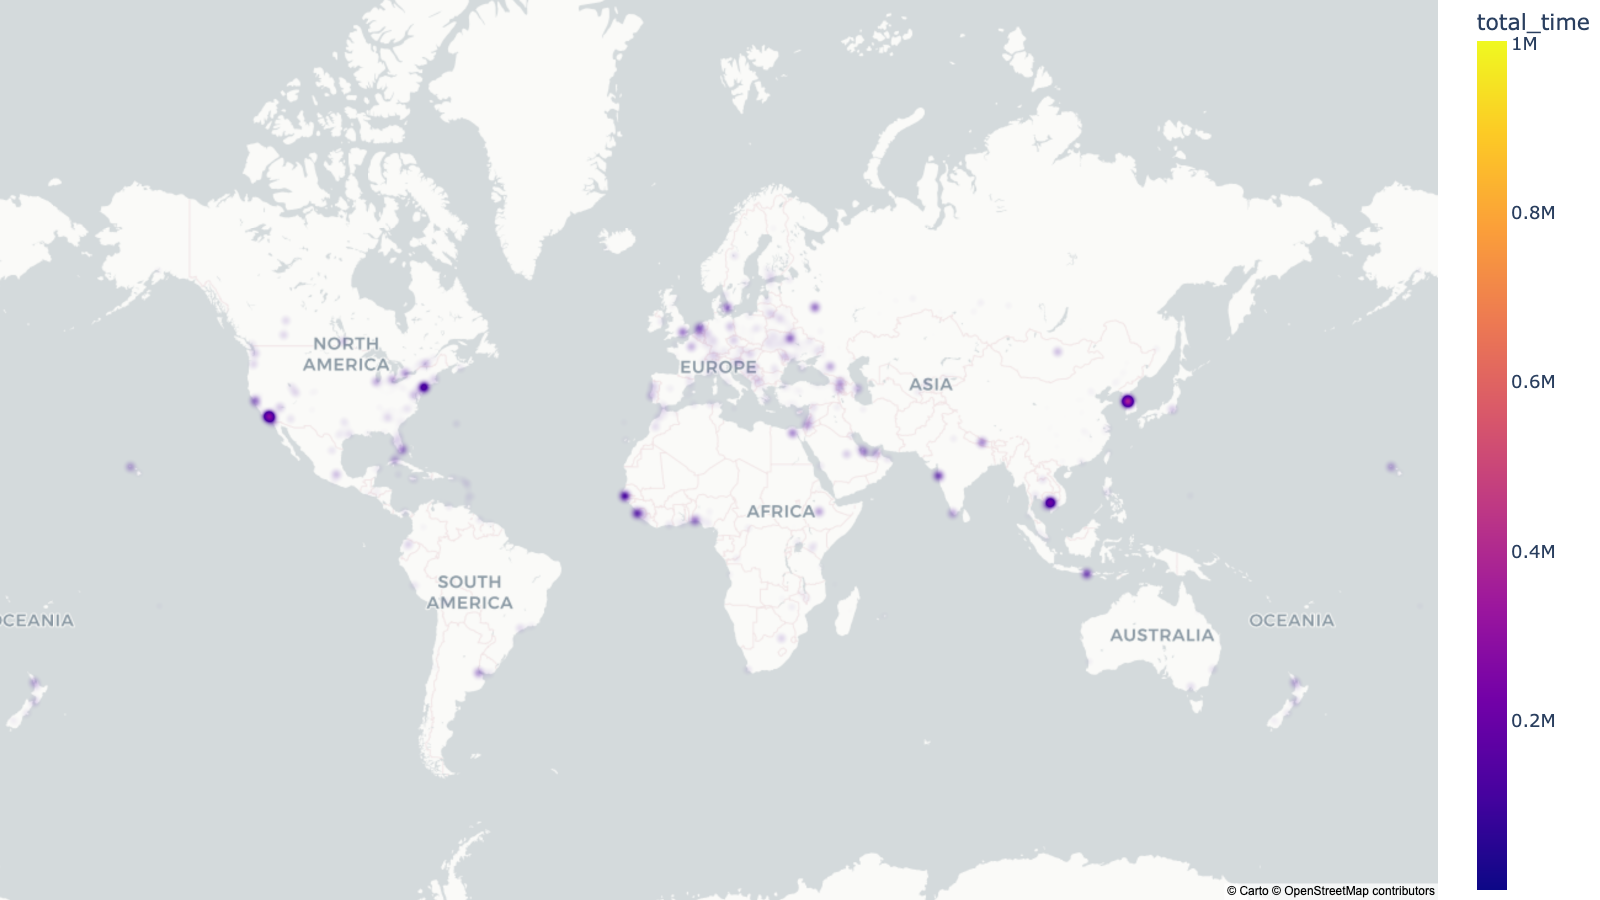 total_time
1M
0.8M
0.6M
0.4M
0.2M
NORTH
AMERICA
EUROPE
ASIA
AFRICA
SOUTH
AMERICA
CEANIA
AUSTRALIA
OCEANIA
© Carto © OpenStreetMap contributors